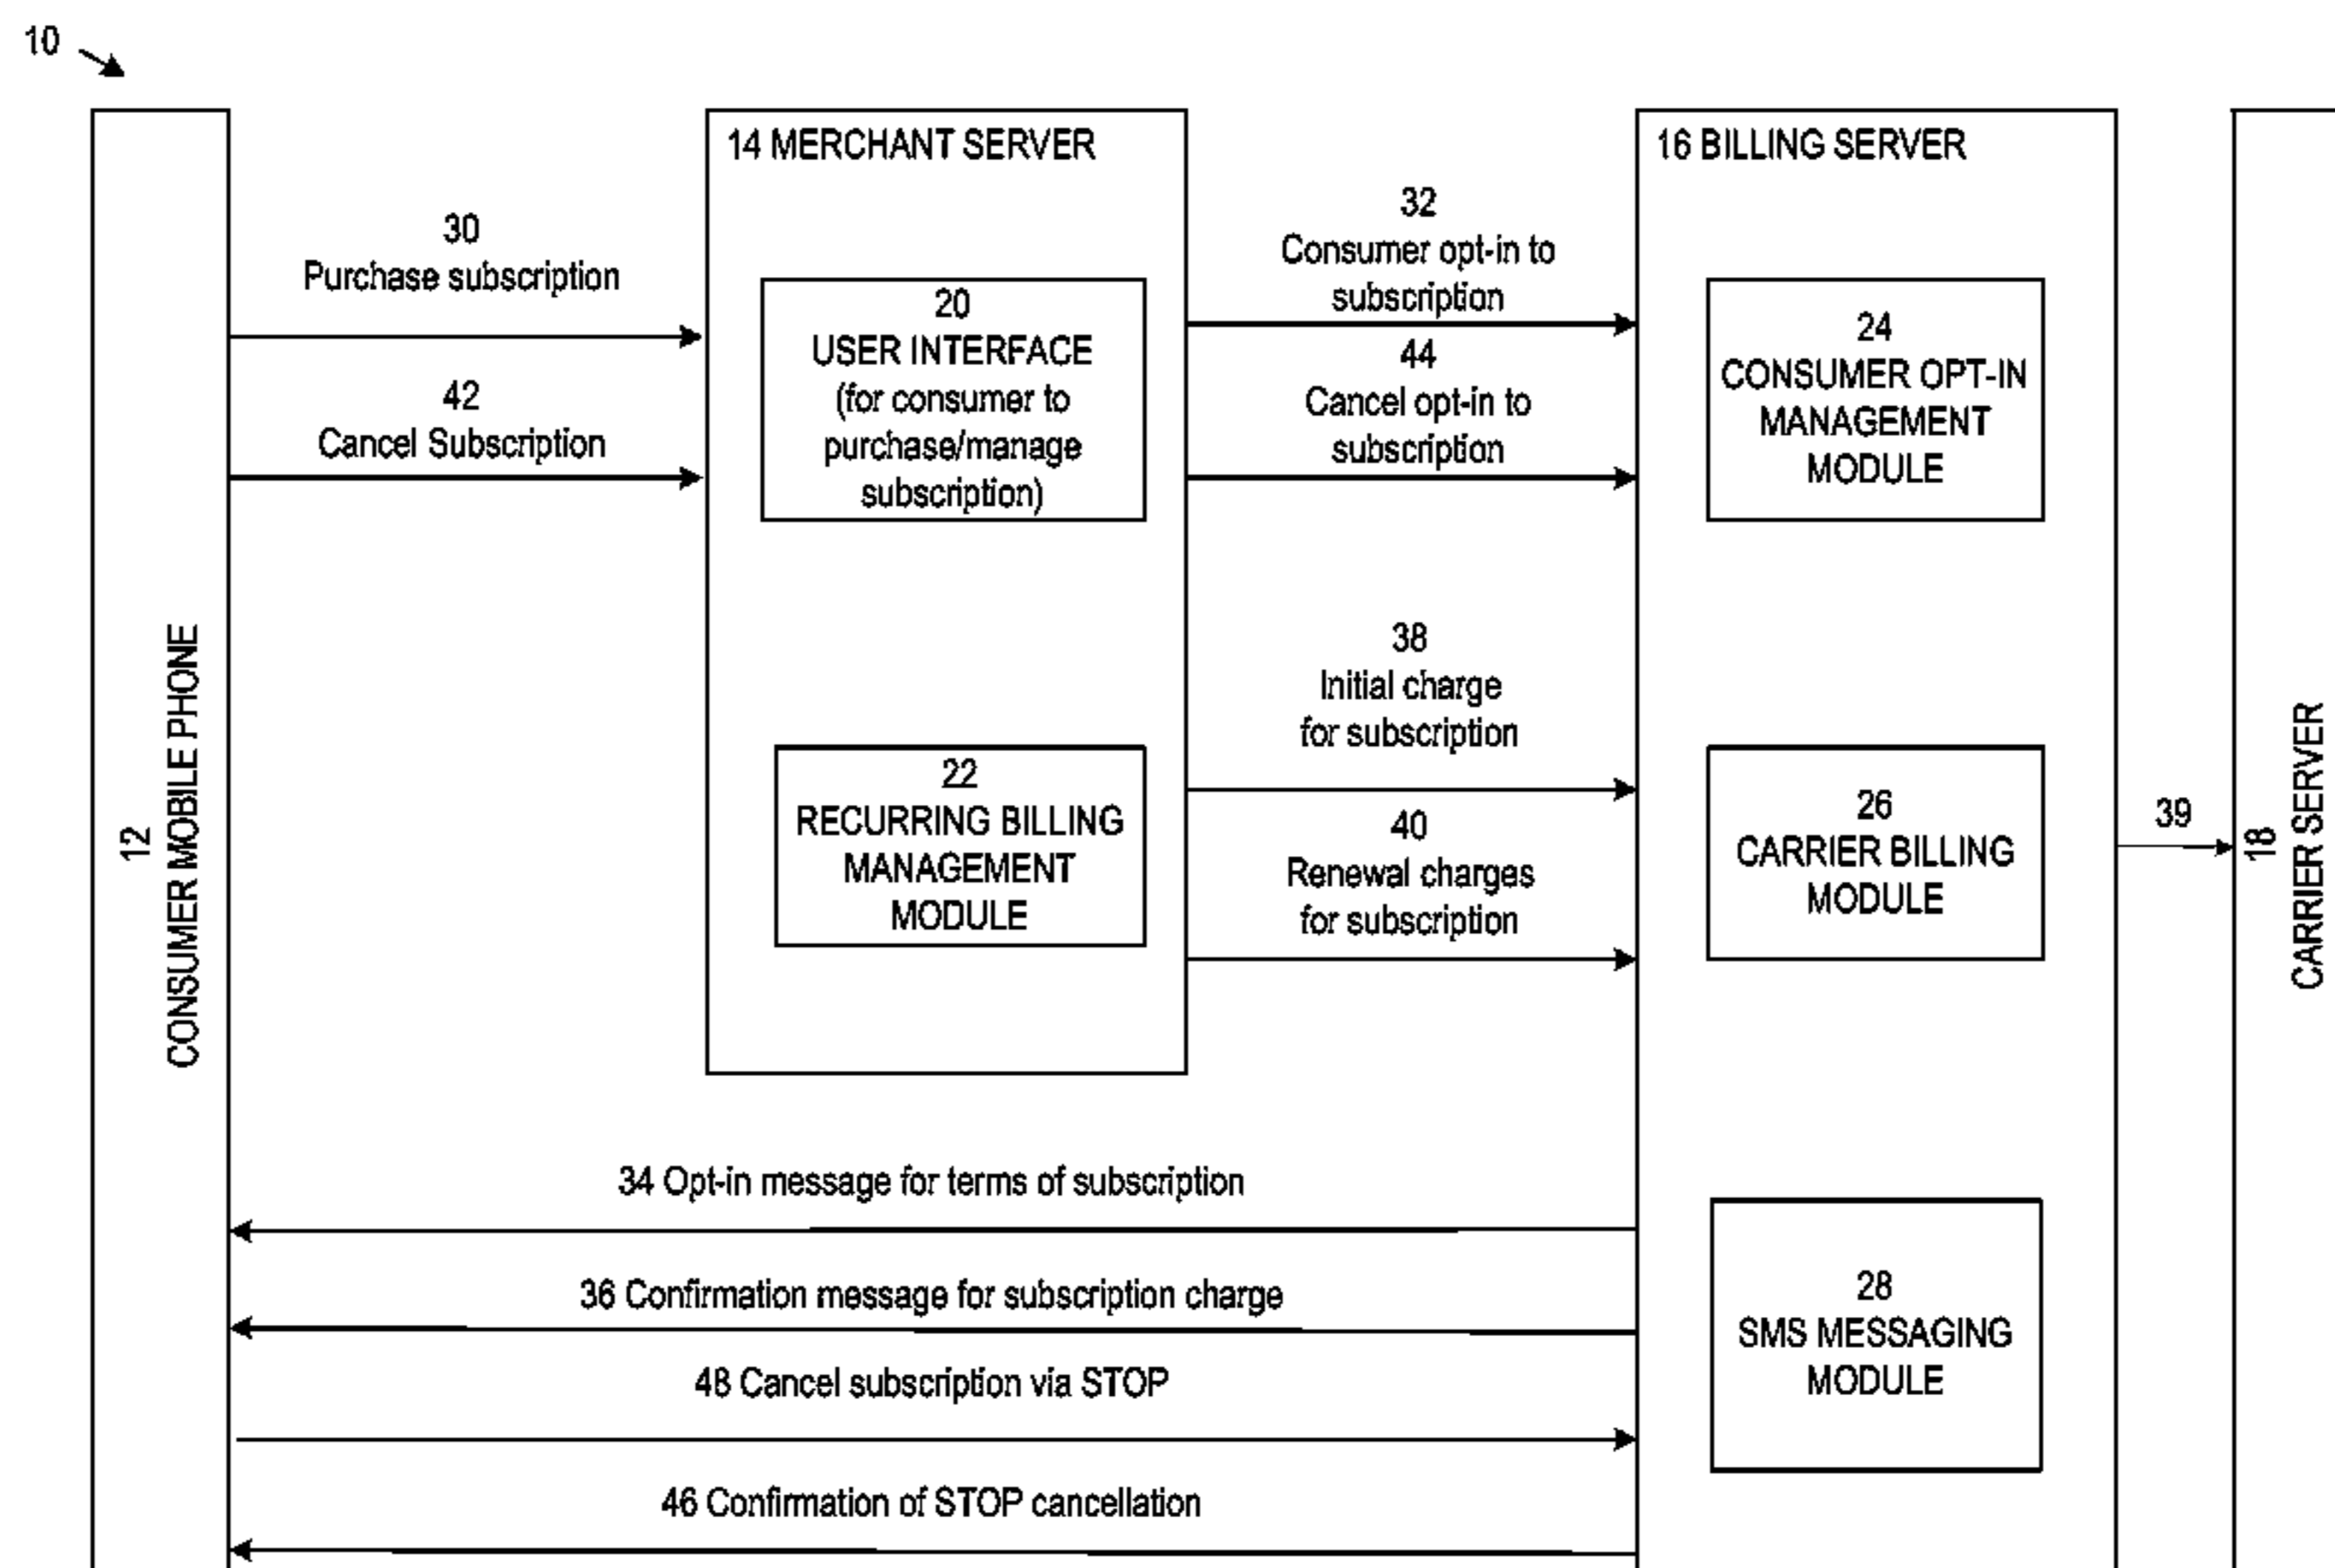 10
12
CONSUMER MOBILE PHONE
30
Purchase subscription
42
Cancel Subscription
14 MERCHANT SERVER
20
USER INTERFACE
(for consumer to
purchase/manage
subscription)
22
RECURRING BILLING
MANAGEMENT
MODULE
32
Consumer opt-in to
subscription
44
Cancel opt-in to
subscription
38
Initial charge
for subscription
40
Renewal charges
for subscription
16 BILLING SERVER
24
CONSUMER OPT-IN
MANAGEMENT
MODULE
26
CARRIER BILLING
MODULE
28
SMS MESSAGING
MODULE
39
18
CARRIER SERVER
34 Opt-in message for terms of subscription
36 Confirmation message for subscription charge
48 Cancel subscription via STOP
46 Confirmation of STOP cancellation